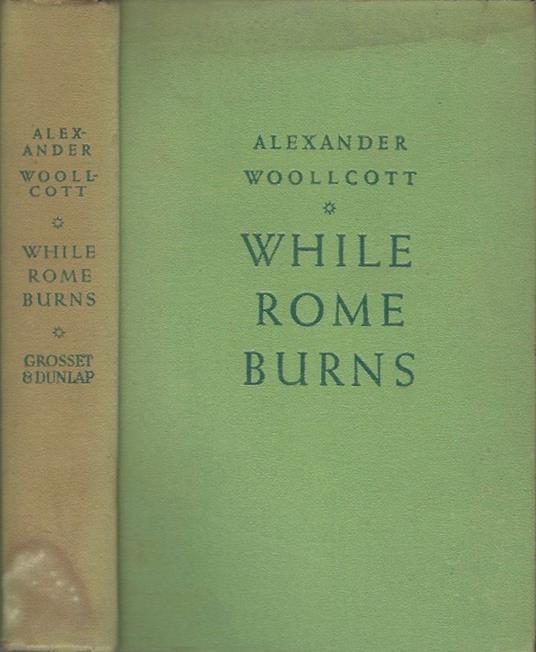 ALEX-
ANDER
WOOLL-
COTT
WHILE
ROME
BURNS
GROSSET
& DUNLAP
ALEXANDER
WOOLLCOTT
WHILE
ROME
BURNS